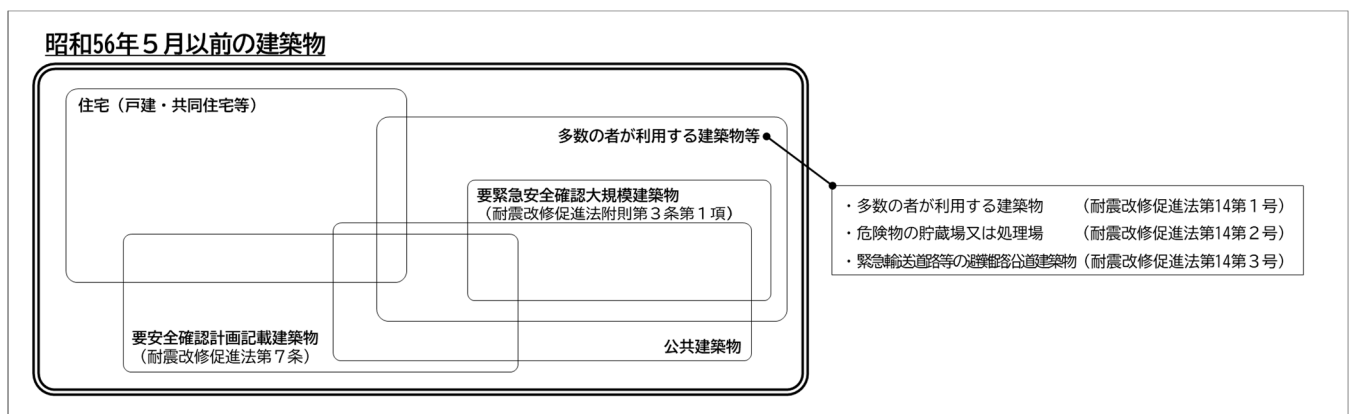 昭和56年５月以前の建築物
住宅（戸建・共同住宅等）
多数の者が利用する建築物等
要緊急安全確認大規模建築物
（耐震改修促進法附則第３条第１項）
・多数の者が利用する建築物　　（耐震改修促進法第14第１号）
・危険物の貯蔵場又は処理場　　（耐震改修促進法第14第２号）
・緊急輸送道路等の避難路沿道建築物（耐震改修促進法第14第３号）
要安全確認計画記載建築物
（耐震改修促進法第７条）
公共建築物